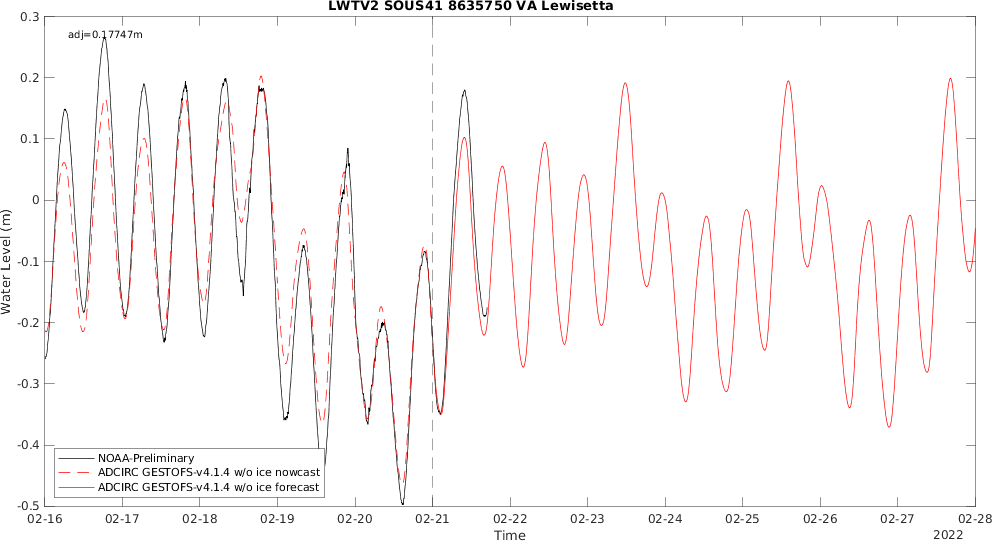 LWTV2 SOUS41 8635750 VA Lewisetta
adj=0.17747m
0.3
0.2
0.1
0
-0.1
-0.2
-0.3
-0.4
-0.5
Water Level (m)
NOAA-Preliminary
ADCIRC GESTOFS-v4.1.4 w/o ice nowcast
ADCIRC GESTOFS-v4.1.4 w/o ice forecast
02-16 02-17 02-18 02-19 02-20 02-21 02-22 02-23 02-24 02-25 02-26 02-27 02-28
Time
2022